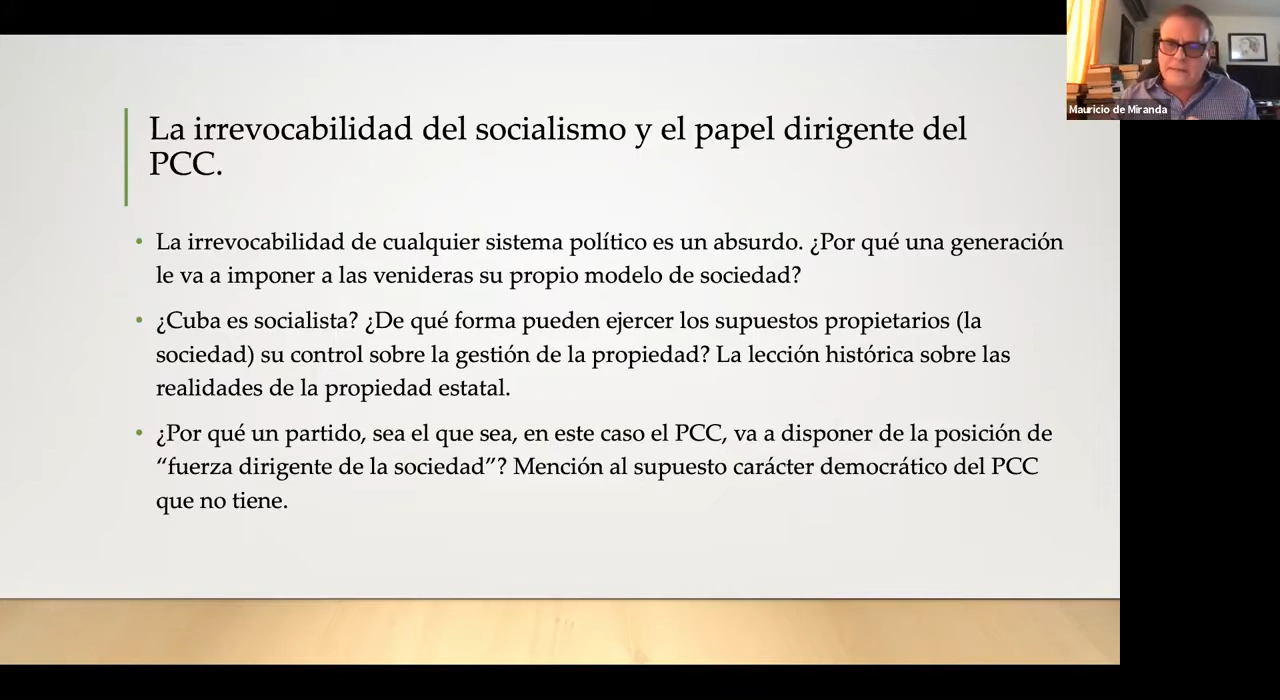 La irrevocabilidad del socialismo y el papel dirigente del
PCC.
• La irrevocabilidad de cualquier sistema político es un absurdo. ¿Por qué una generación
le va a imponer a las venideras su propio modelo de sociedad?
• ¿Cuba es socialista? ¿De qué forma pueden ejercer los supuestos propietarios (la
sociedad) su control sobre la gestión de la propiedad? La lección histórica sobre las
realidades de la propiedad estatal.
• ¿Por qué un partido, sea el que sea, en este caso el PCC, va a disponer de la posición de
“fuerza dirigente de la sociedad”? Mención al supuesto carácter democrático del PCC
que no tiene.
Mauricio de Miranda